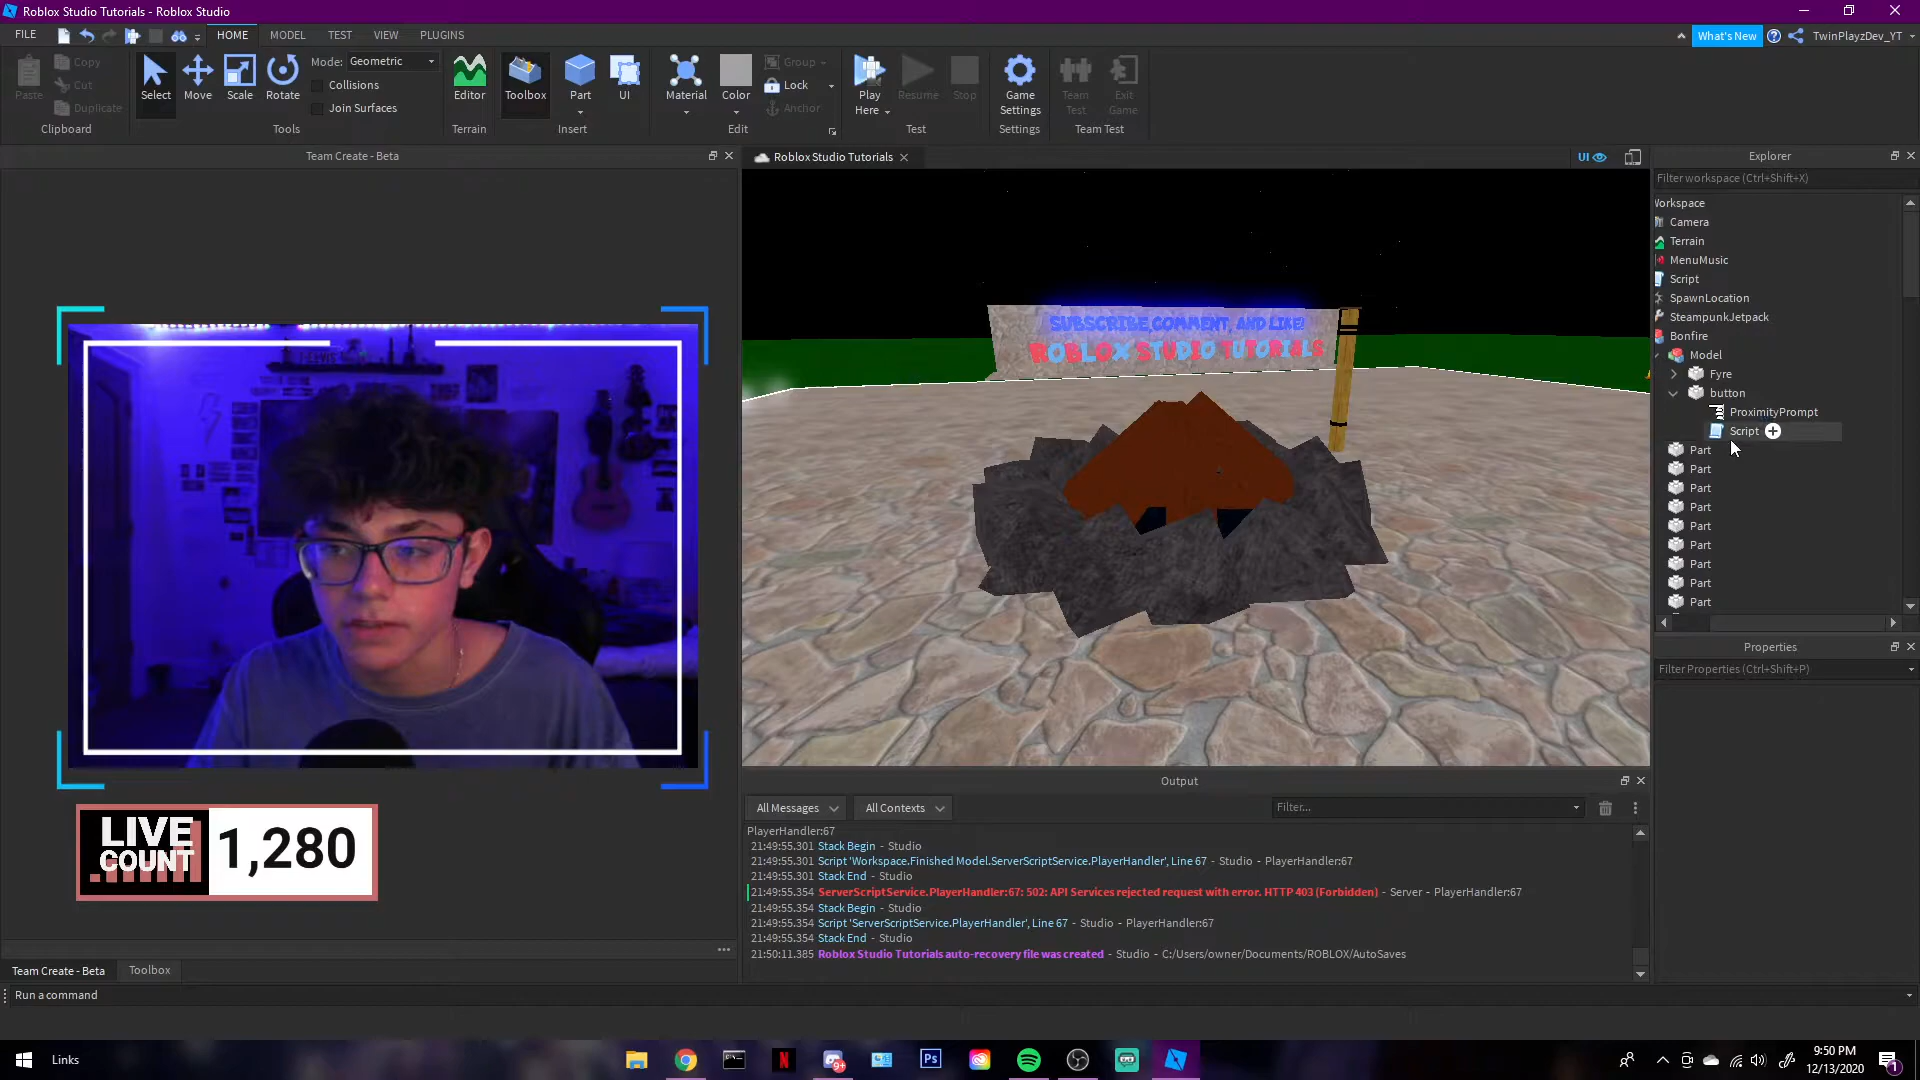 Roblox Studio Tutorials - Roblox Studio
FILE
HOME
MODEL
TEST
VIEW
PLUGINS
What's New
TwinPlayzDev_YT
Paste
Copy
Cut
Duplicate
Clipboard
Select
Move
Scale
Rotate
Mode: Geometric
Collisions
Join Surfaces
Tools
Editor
Terrain
Toolbox
Part
UI
Insert
Material
Color
Group
Lock
Anchor
Edit
Play
Here
Resume
Stop
Test
Game
Settings
Settings
Team
Test
Exit
Game
Team Test
Team Create - Beta
Roblox Studio Tutorials
UI
Explorer
Filter workspace (Ctrl+Shift+X)
Workspace
Camera
Terrain
MenuMusic
Script
SpawnLocation
SteampunkJetpack
Bonfire
Model
Fyre
button
ProximityPrompt
Script
Part
Part
Part
Part
Part
Part
Part
Part
Part
SUBSCRIBE,COMMENT, AND LIKE!
ROBLOX STUDIO TUTORIALS
Properties
Filter Properties (Ctrl+Shift+P)
LIVE
COUNT
1,280
Output
All Messages
All Contexts
Filter...
PlayerHandler:67
21:49:55.301 Stack Begin - Studio
21:49:55.301 Script 'Workspace.Finished Model.ServerScriptService.PlayerHandler', Line 67 - Studio - PlayerHandler:67
21:49:55.301 Stack End - Studio
21:49:55.354 ServerScriptService.PlayerHandler:67: 502: API Services rejected request with error. HTTP 403 (Forbidden) - Server - PlayerHandler:67
21:49:55.354 Stack Begin - Studio
21:49:55.354 Script 'ServerScriptService.PlayerHandler', Line 67 - Studio - PlayerHandler:67
21:49:55.354 Stack End - Studio
21:50:11.385 Roblox Studio Tutorials auto-recovery file was created - Studio - C:/Users/owner/Documents/ROBLOX/AutoSaves
Team Create - Beta
Toolbox
Run a command
Links
N
9+
Ps
9:50 PM
12/13/2020
1